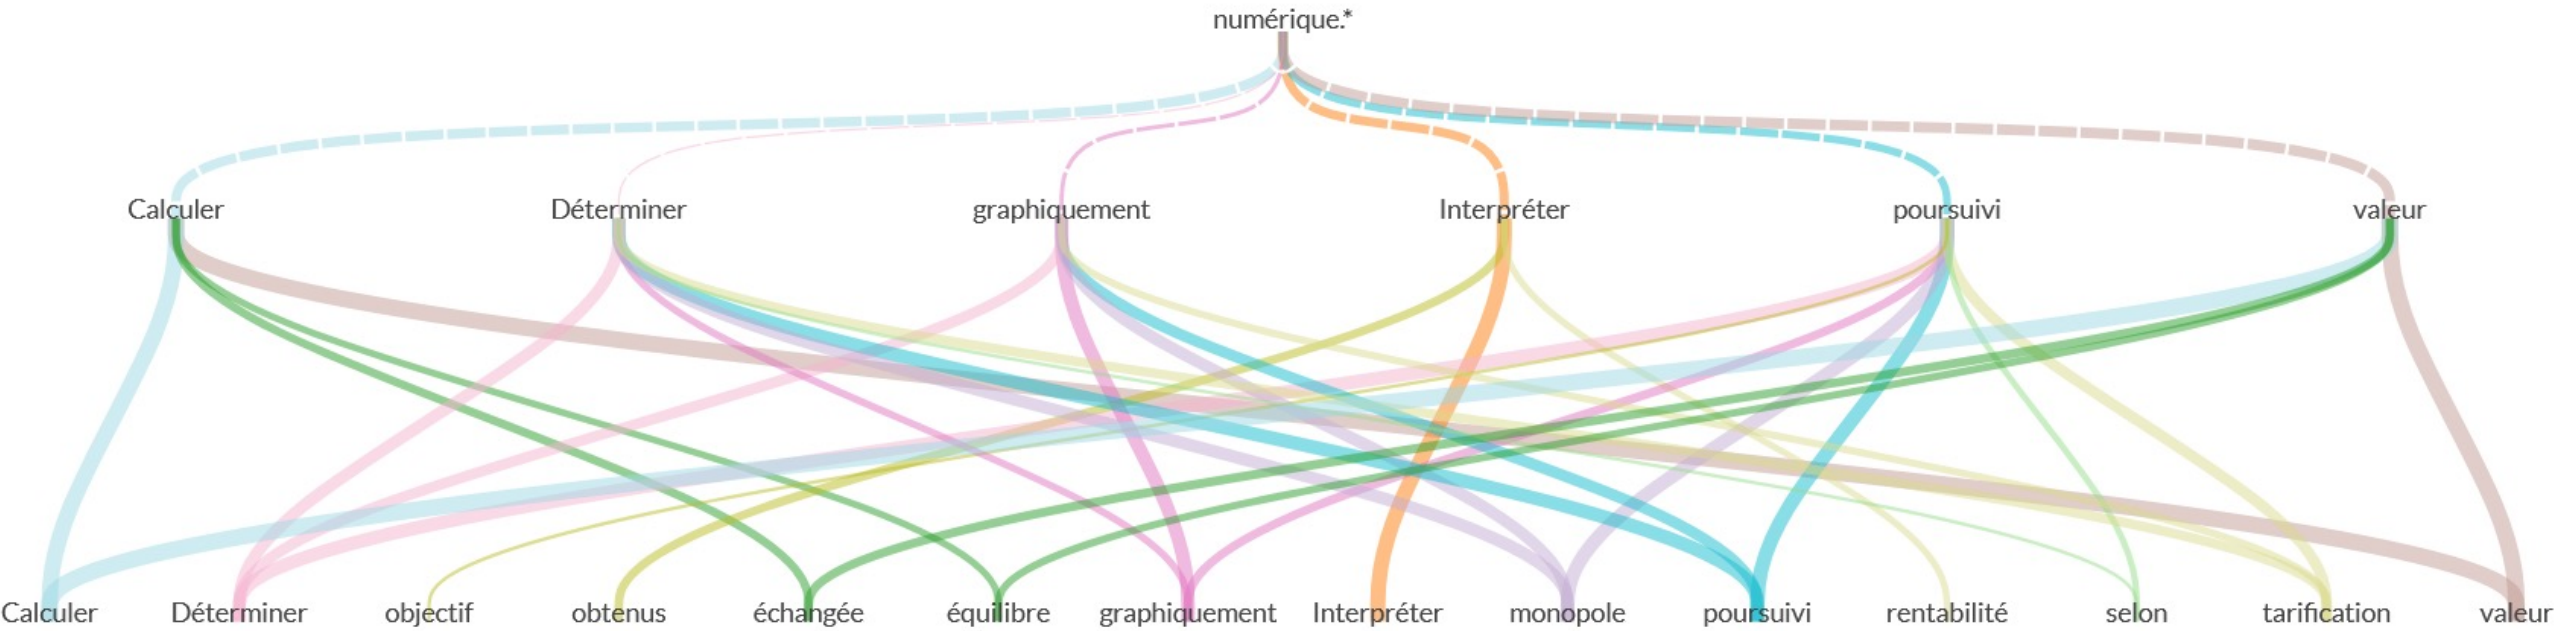 numérique.*
Calculer Déterminer graphiquement Interpréter poursuivi valeur
Calculer Déterminer objectif obtenus échangée équilibre graphiquement Interpréter monopole poursuivi rentabilité selon tarification valeur